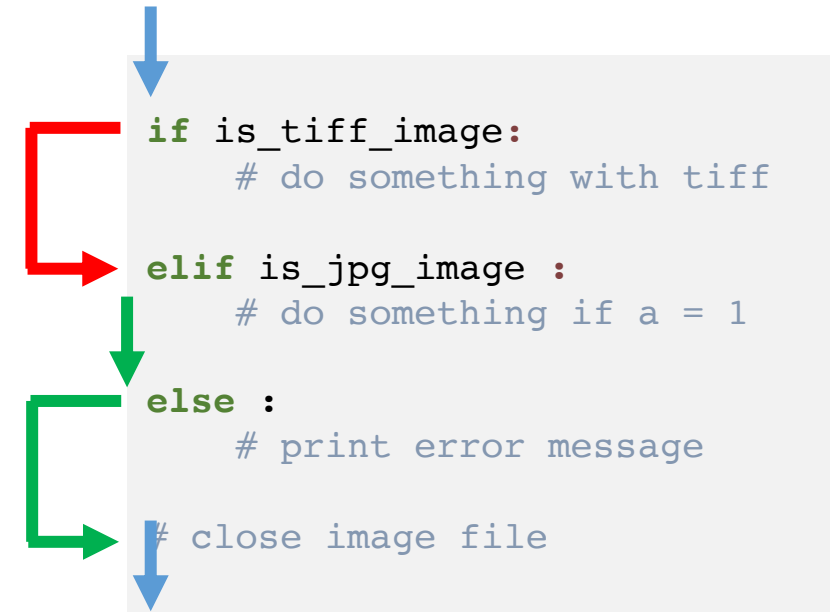 if is_tiff_image:
    # do something with tiff
elif is_jpg_image :
    # do something if a = 1
else :
    # print error message
# close image file